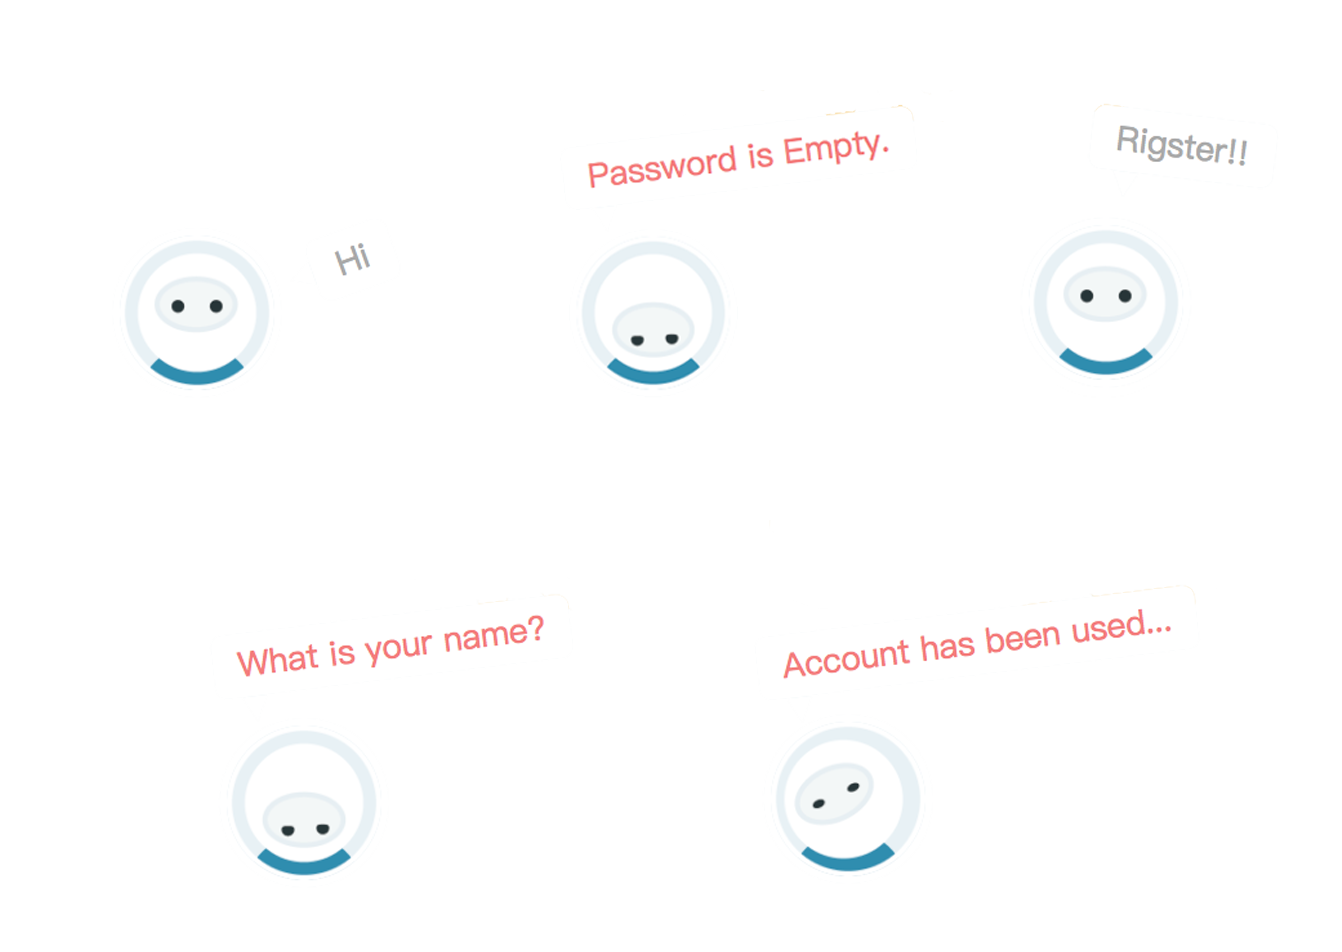 Hi
Password is Empty.
Rigster!!
What is your name?
Account has been used...